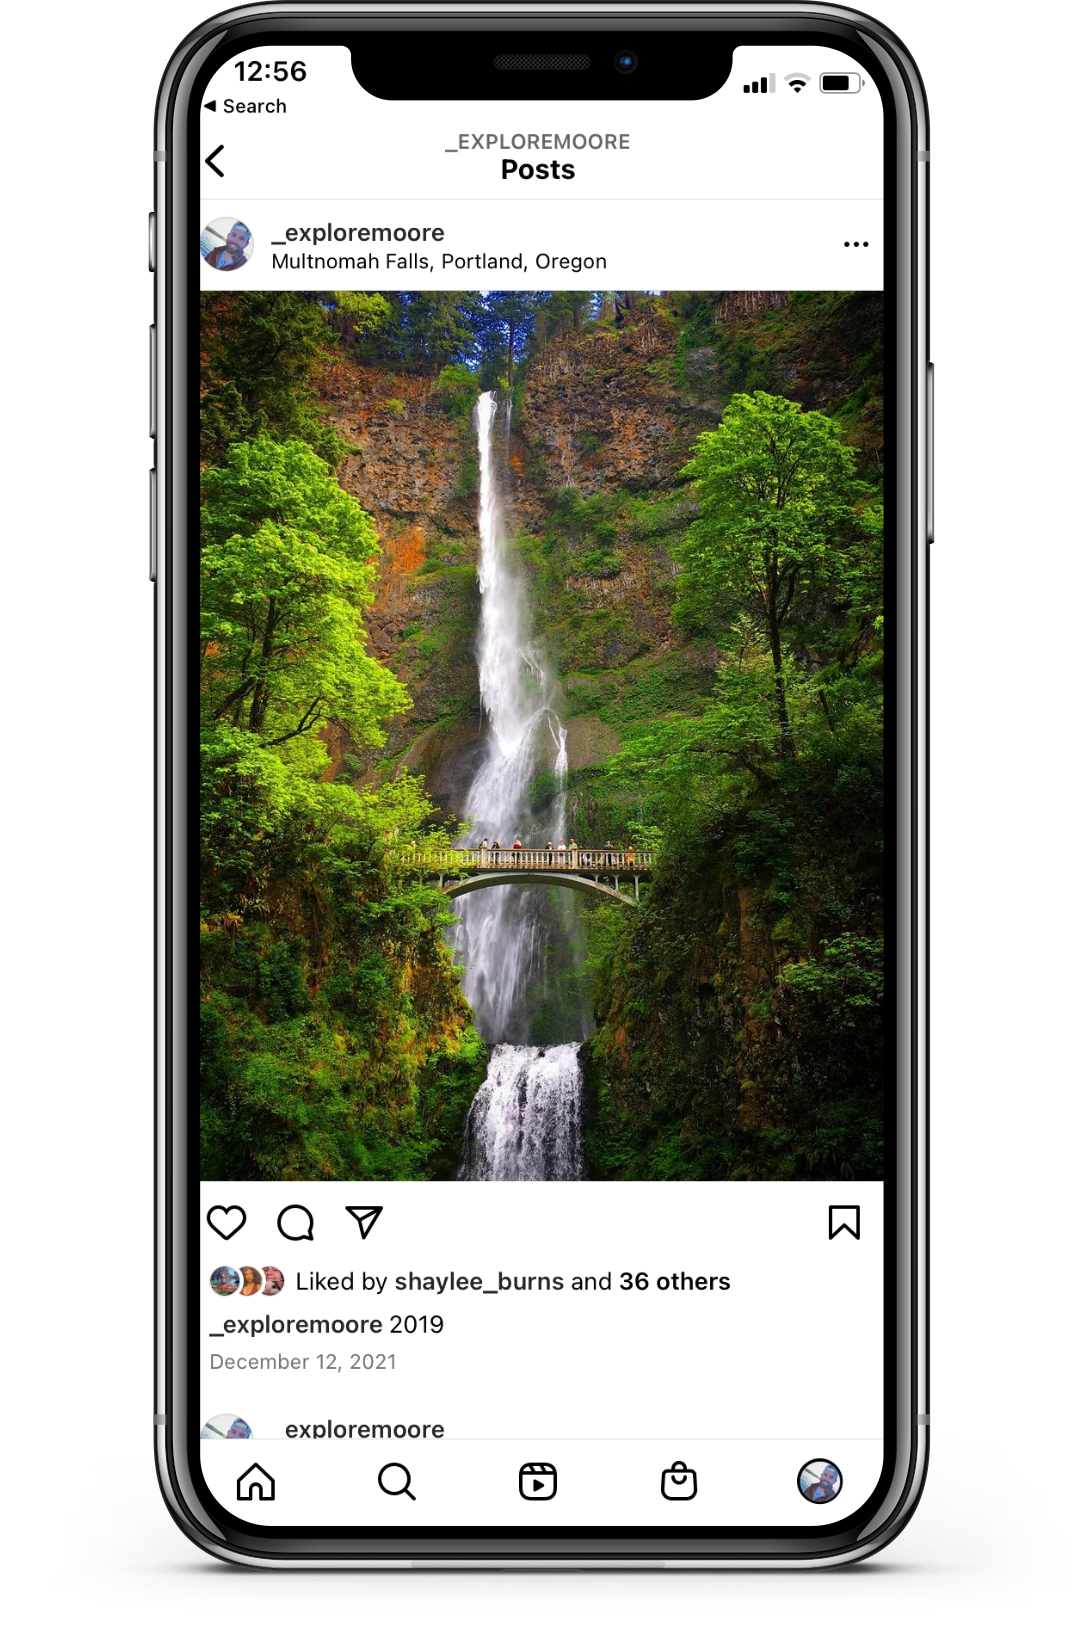 12:56
◀ Search
_EXPLOREMOORE
Posts
_exploremoore
Multnomah Falls, Portland, Oregon
Liked by shaylee_burns and 36 others
_exploremoore 2019
December 12, 2021
exploremoore